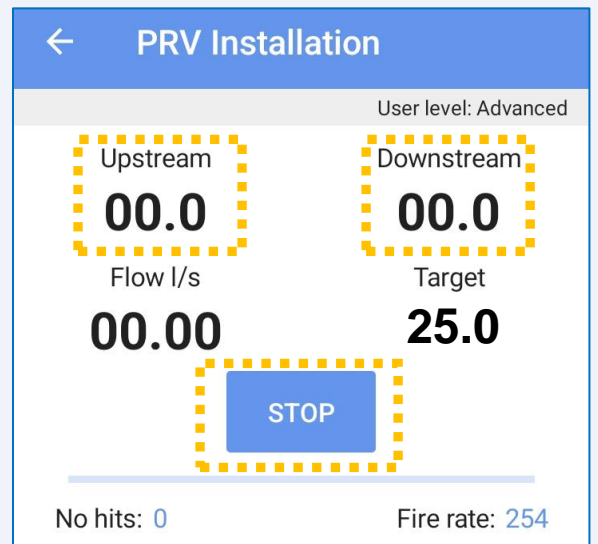 PRV Installation
User level: Advanced
Upstream Downstream
00.0 00.0
Flow l/s Target
00.00 25.0
STOP
No hits: 0 Fire rate: 254